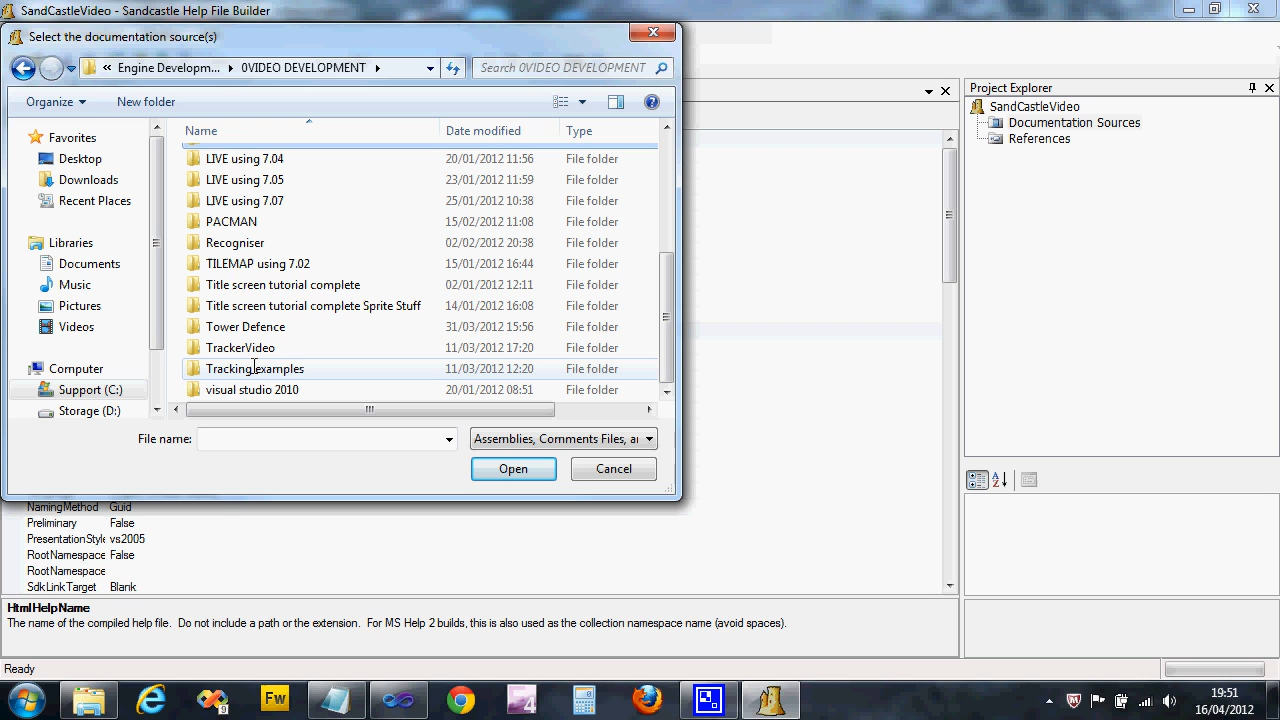 SandCastleVideo - Sandcastle Help File Builder
Select the documentation source(s)
« Engine Developm... ▸ 0VIDEO DEVELOPMENT ▸
Search 0VIDEO DEVELOPMENT
Organize
New folder
Name Date modified Type
Favorites
Desktop
Downloads
Recent Places
Libraries
Documents
Music
Pictures
Videos
Computer
Support (C:)
Storage (D:)
LIVE using 7.04 20/01/2012 11:56 File folder
LIVE using 7.05 23/01/2012 11:59 File folder
LIVE using 7.07 25/01/2012 10:38 File folder
PACMAN 15/02/2012 11:08 File folder
Recogniser 02/02/2012 20:38 File folder
TILEMAP using 7.02 15/01/2012 16:44 File folder
Title screen tutorial complete 02/01/2012 12:11 File folder
Title screen tutorial complete Sprite Stuff 14/01/2012 16:08 File folder
Tower Defence 31/03/2012 15:56 File folder
TrackerVideo 11/03/2012 17:20 File folder
Tracking examples 11/03/2012 12:20 File folder
visual studio 2010 20/01/2012 08:51 File folder
File name:
Assemblies, Comments Files, a
Open
Cancel
Project Explorer
SandCastleVideo
Documentation Sources
References
NamingMethod Guid
Preliminary False
PresentationStyle vs2005
RootNamespace False
RootNamespace
SdkLinkTarget Blank
HtmlHelpName
The name of the compiled help file. Do not include a path or the extension. For MS Help 2 builds, this is also used as the collection namespace name (avoid spaces).
Ready
Fw
4
19:51
16/04/2012